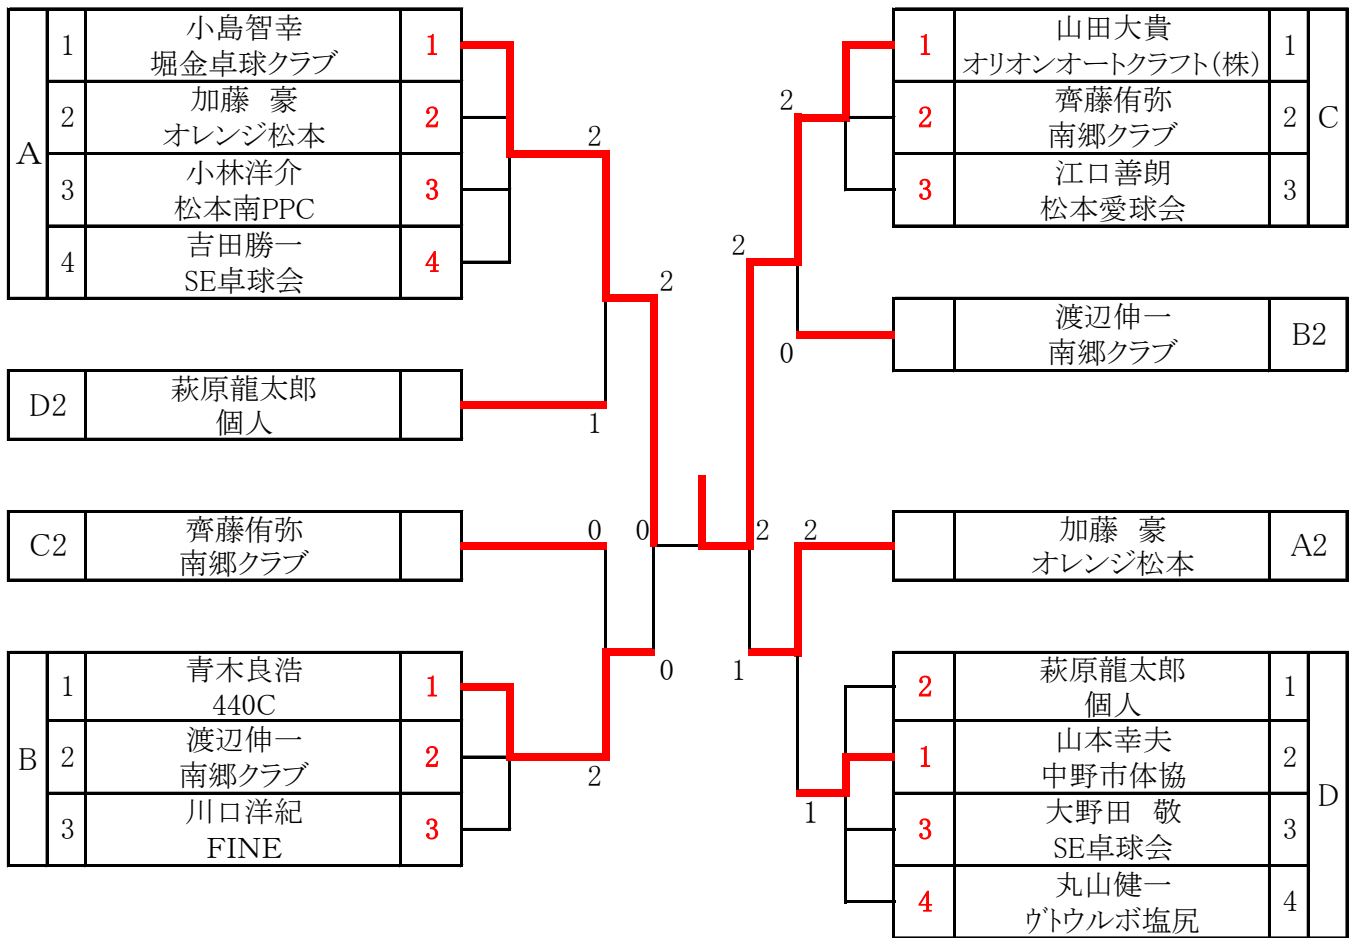 A
1
小島智幸
堀金卓球クラブ
1
2
加藤　豪
オレンジ松本
2
3
小林洋介
松本南PPC
3
4
吉田勝一
SE卓球会
4
D2
萩原龍太郎
個人
C2
齊藤侑弥
南郷クラブ
B
1
青木良浩
440C
1
2
渡辺伸一
南郷クラブ
2
3
川口洋紀
FINE
3
2
2
1
0
0
0
2
2
2
0
2
2
1
1
1
山田大貴
オリオンオートクラフト（株）
1
2
齊藤侑弥
南郷クラブ
2
3
江口善朗
松本愛球会
3
C
渡辺伸一
南郷クラブ
B2
加藤　豪
オレンジ松本
A2
2
萩原龍太郎
個人
1
1
山本幸夫
中野市体協
2
3
大野田　敬
SE卓球会
3
4
丸山健一
ヴトウルボ塩尻
4
D